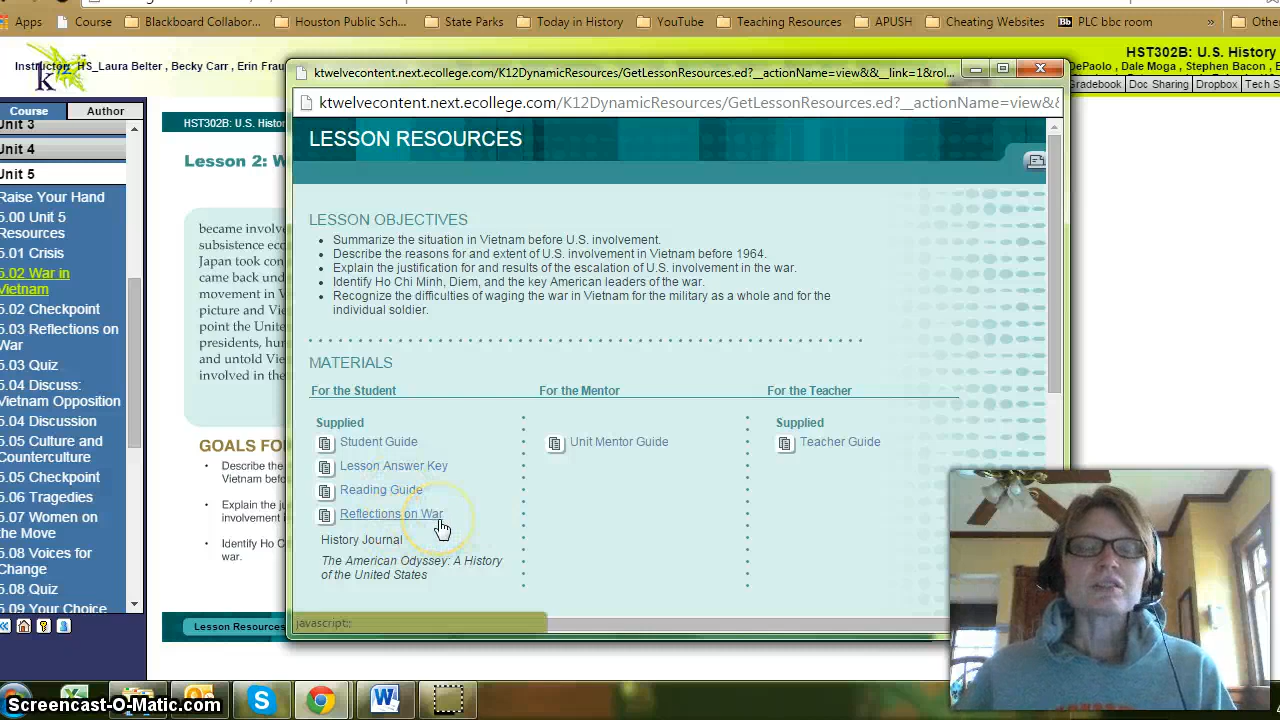 Apps
Course
Blackboard Collabor...
Houston Public Sch...
State Parks
Today in History
YouTube
Teaching Resources
APUSH
Cheating Websites
Bb
PLC bbc room
»
Other
HST302B: U.S. History
Instructor: HS_Laura Belter , Becky Carr , Erin Frau
DePaolo , Dale Moga , Stephen Bacon ,
Gradebook
Doc Sharing
Dropbox
Tech S
k12
Course
Author
Unit 3
Unit 4
Unit 5
Raise Your Hand
5.00 Unit 5
Resources
5.01 Crisis
5.02 War in
Vietnam
5.02 Checkpoint
5.03 Reflections on
War
5.03 Quiz
5.04 Discuss:
Vietnam Opposition
5.04 Discussion
5.05 Culture and
Counterculture
5.05 Checkpoint
5.06 Tragedies
5.07 Women on
the Move
5.08 Voices for
Change
5.08 Quiz
5.09 Your Choice
HST302B: U.S. Histor
Lesson 2: W
became involv
subsistence ec
Japan took con
came back und
movement in V
picture and Vi
point the Unite
presidents, hun
and untold Vie
involved in the
GOALS FO
• Describe the
Vietnam befo
• Explain the ju
involvement i
• Identify Ho C
war.
Lesson Resources
ktwelvecontent.next.ecollege.com/K12DynamicResources/GetLessonResources.ed?__actionName=view&&__link=1&rol...
ktwelvecontent.next.ecollege.com/K12DynamicResources/GetLessonResources.ed?__actionName=view&&
LESSON RESOURCES
LESSON OBJECTIVES
• Summarize the situation in Vietnam before U.S. involvement.
• Describe the reasons for and extent of U.S. involvement in Vietnam before 1964.
• Explain the justification for and results of the escalation of U.S. involvement in the war.
• Identify Ho Chi Minh, Diem, and the key American leaders of the war.
• Recognize the difficulties of waging the war in Vietnam for the military as a whole and for the
individual soldier.
MATERIALS
For the Student
For the Mentor
For the Teacher
Supplied
Supplied
Student Guide
Unit Mentor Guide
Teacher Guide
Lesson Answer Key
Reading Guide
Reflections on War
History Journal
The American Odyssey: A History
of the United States
javascript:;
Screencast-O-Matic.com